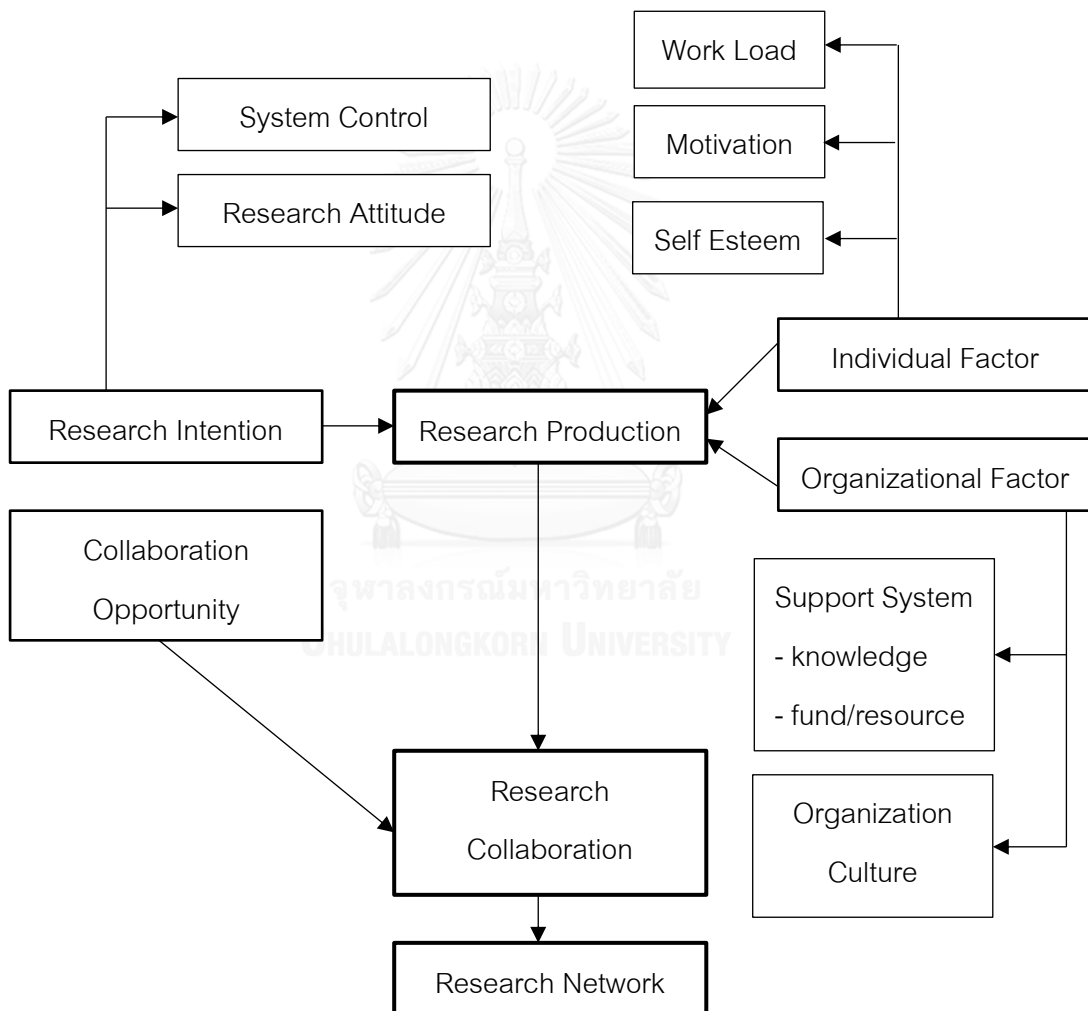 Work Load
System Control
Motivation
Research Attitude
Self Esteem
Individual Factor
Research Intention
Research Production
Organizational Factor
Collaboration
Opportunity
จุฬาลงกรณ์มหาวิทยาลัย
CHULALONGKORN UNIVERSITY
Support System
- knowledge
- fund/resource
Research
Collaboration
Organization
Culture
Research Network